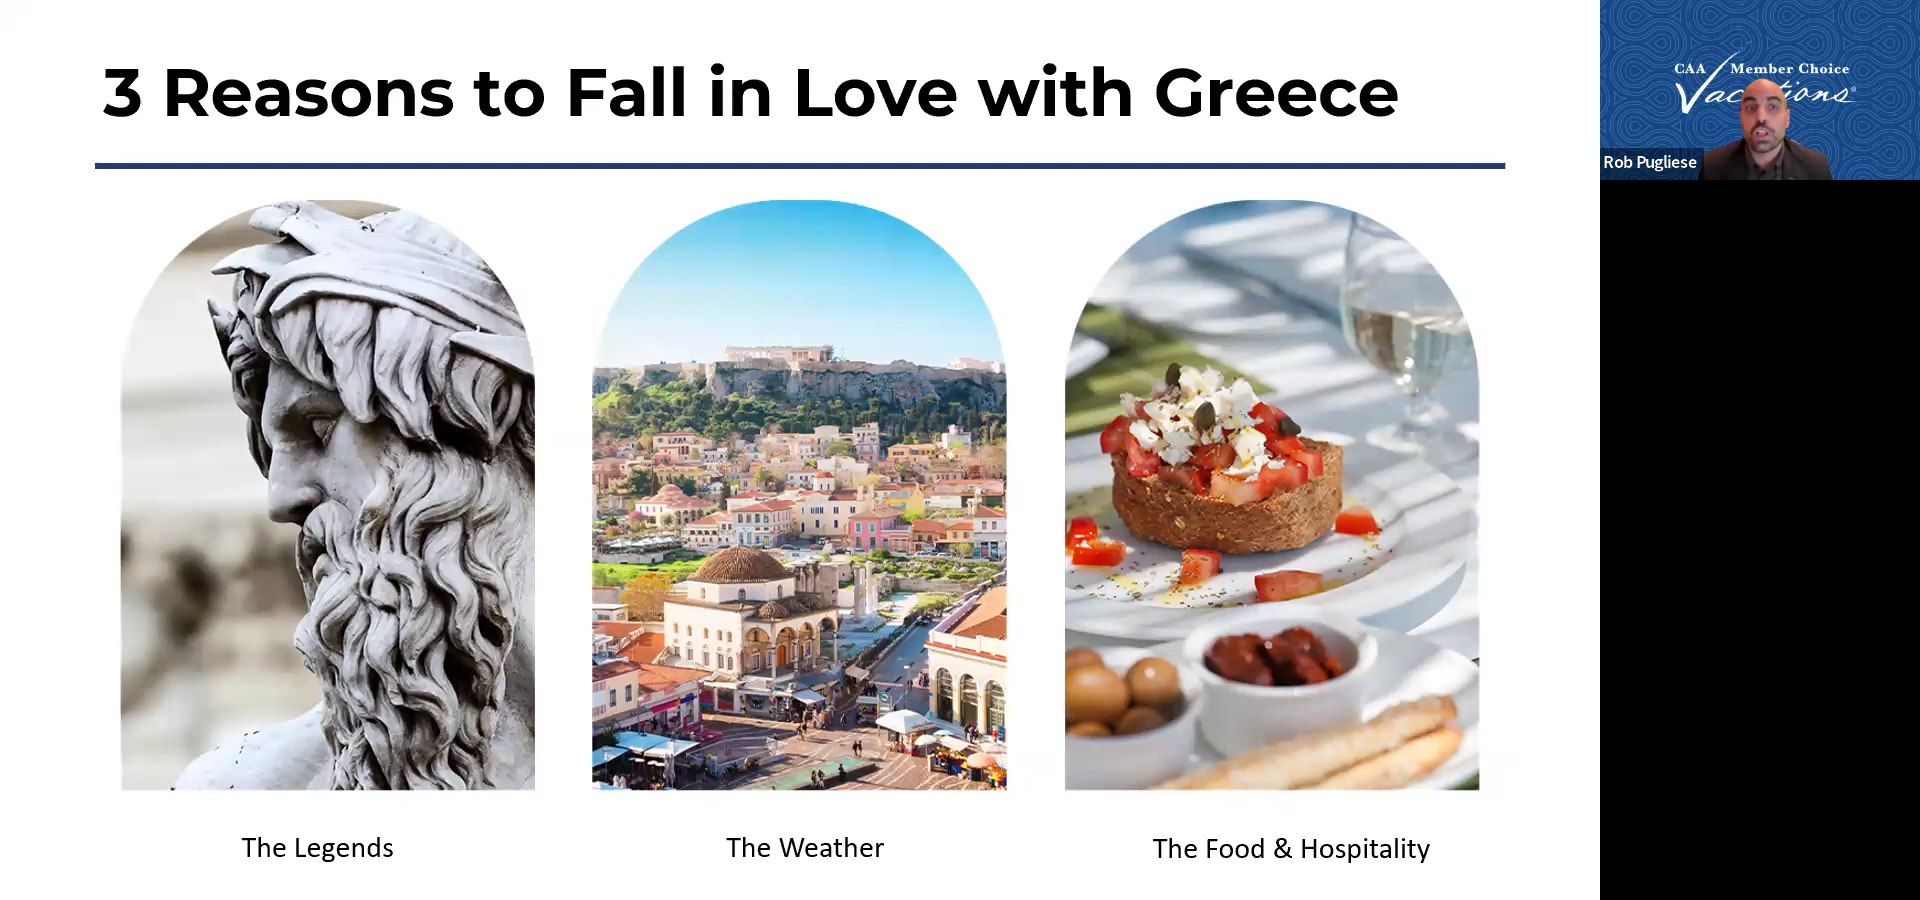 3 Reasons to Fall in Love with Greece
CAA Member Choice
Vacations®
Rob Pugliese
The Legends
The Weather
The Food & Hospitality